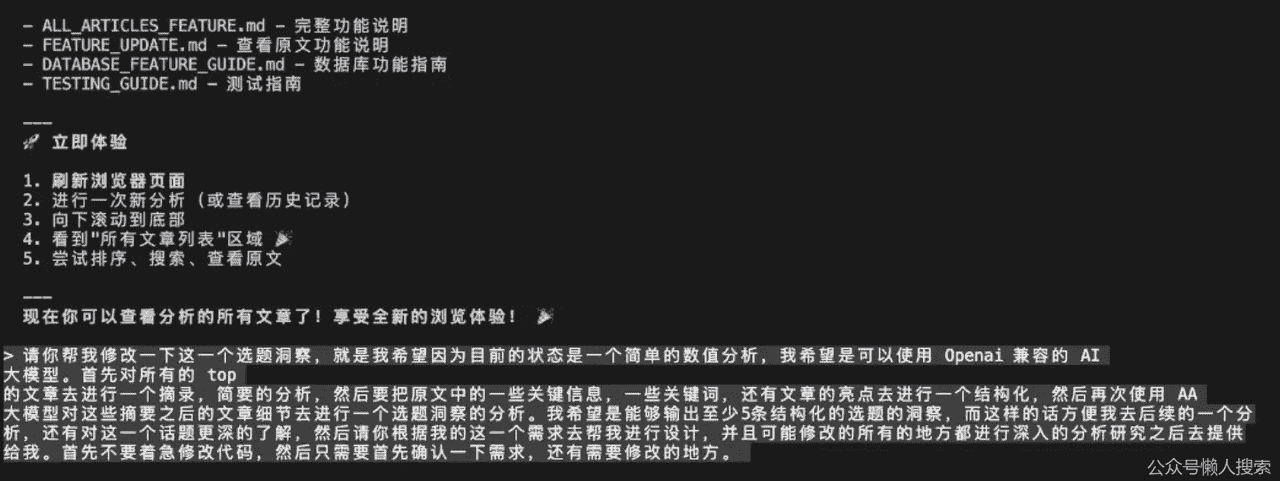 - ALL_ARTICLES_FEATURE.md - 完整功能说明
- FEATURE_UPDATE.md - 查看原文功能说明
- DATABASE_FEATURE_GUIDE.md - 数据库功能指南
- TESTING_GUIDE.md - 测试指南
---
🚀 立即体验
1. 刷新浏览器页面
2. 进行一次新分析（或查看历史记录）
3. 向下滚动到底部
4. 看到"所有文章列表"区域 🎉
5. 尝试排序、搜索、查看原文
---
现在你可以查看分析的所有文章了！享受全新的浏览体验！ 🎉
> 请你帮我修改一下这一个选题洞察，就是我希望因为目前的状态是一个简单的数值分析，我希望是可以使用 Openai 兼容的 AI
大模型。首先对所有的 top
的文章去进行一个摘录，简要的分析，然后要把原文中的一些关键信息，一些关键词，还有文章的亮点去进行一个结构化，然后再次使用 AA
大模型对这些摘要之后的文章细节去进行一个选题洞察的分析。我希望是能够输出至少5条结构化的选题的洞察，而这样的话方便我去后续的一个分
析，还有对这一个话题更深的了解，然后请你根据我的这一个需求去帮我进行设计，并且可能修改的所有的地方都进行深入的分析研究之后去提供
给我。首先不要着急修改代码，然后只需要首先确认一下需求，还有需要修改的地方。
公众号懒人搜索